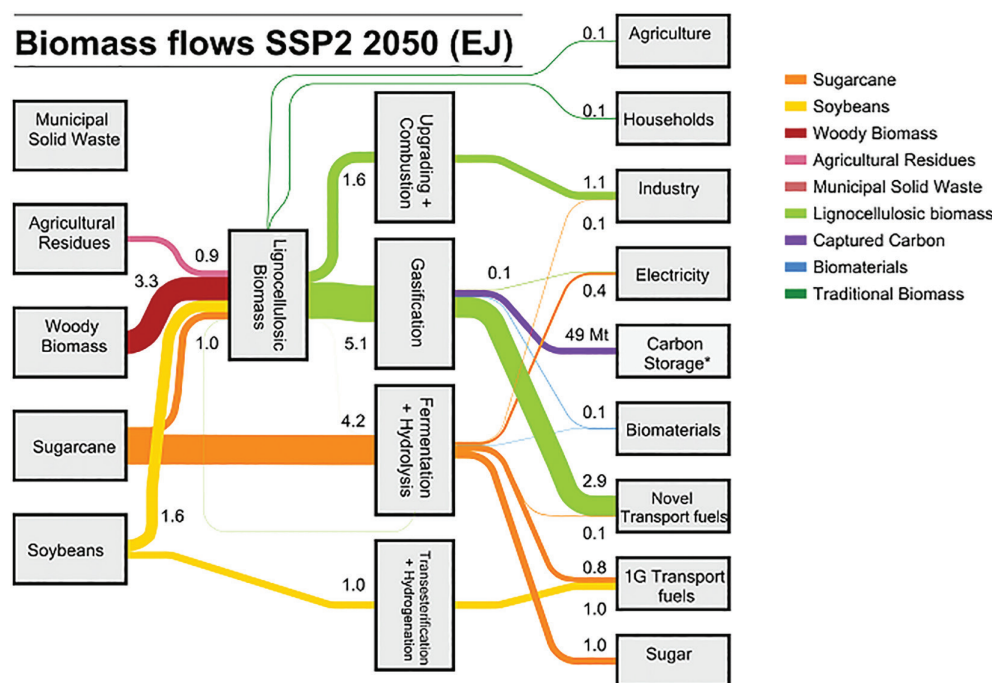 Biomass flows SSP2 2050 (EJ)
Municipal
Solid Waste
Agricultural
Residues
Woody
Biomass
Sugarcane
Soybeans
3.3
0.9
1.0
1.6
1.0
Lignocellulosic
Biomass
1.6
5.1
4.2
Upgrading +
Combustion
Gasification
Fermentation
+ Hydrolysis
Transesterification
+ Hydrogenation
0.1
0.1
1.1
0.1
0.1
0.4
49 Mt
0.1
2.9
0.1
0.8
1.0
1.0
Agriculture
Households
Industry
Electricity
Carbon
Storage*
Biomaterials
Novel
Transport fuels
1G Transport
fuels
Sugar
Sugarcane
Soybeans
Woody Biomass
Agricultural Residues
Municipal Solid Waste
Lignocellulosic biomass
Captured Carbon
Biomaterials
Traditional Biomass